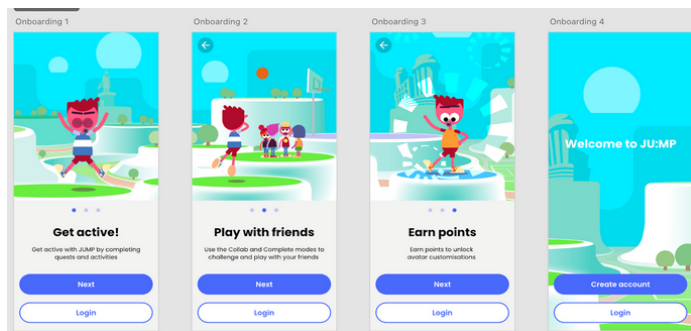 Onboarding 1
Onboarding 2
Onboarding 3
Onboarding 4
Get active!
Get active with JUMP by completing
quests and activities
Next
Login
Play with friends
Use the Collab and Complete modes to
challenge and play with your friends
Next
Login
Earn points
Earn points to unlock
avatar customisations
Next
Login
Welcome to JU:MP
Create account
Login